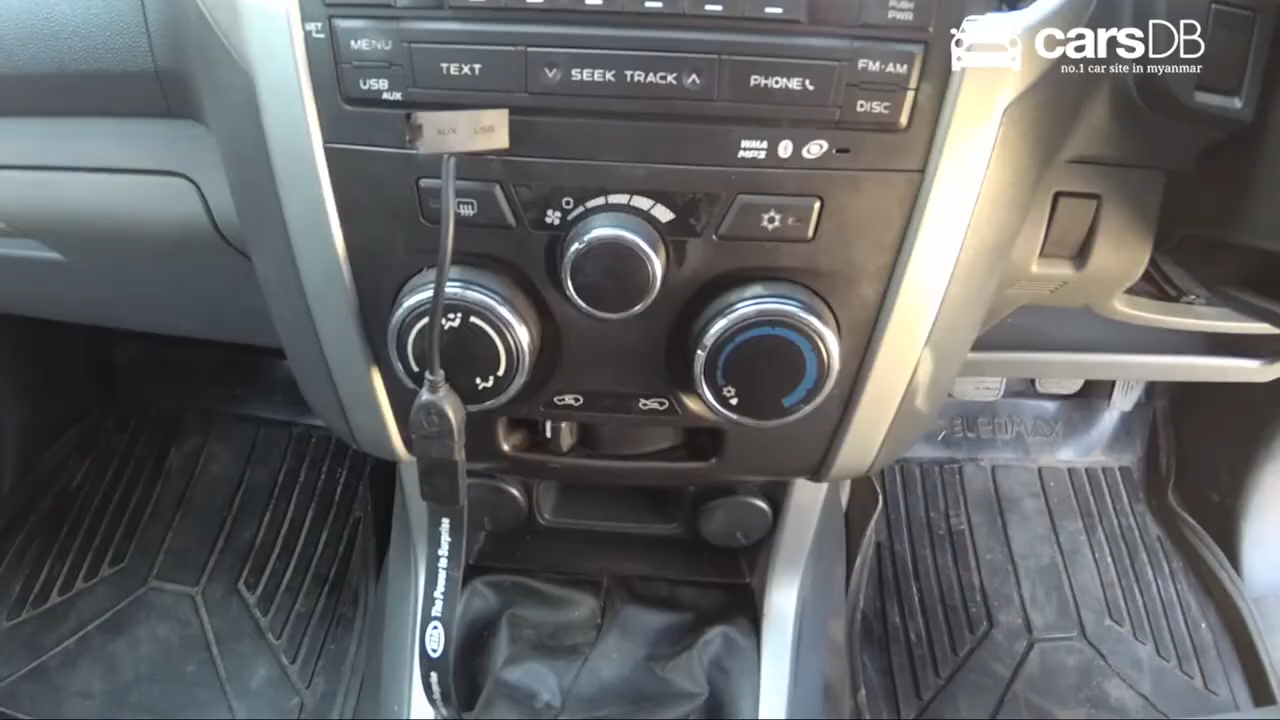 carsDB
no.1 car site in myanmar
PUSH
PWR
MENU
TEXT
SEEK TRACK
PHONE
FM·AM
USB
AUX
DISC
AUX USB
WMA
MP3
The Power to Surprise
KIA